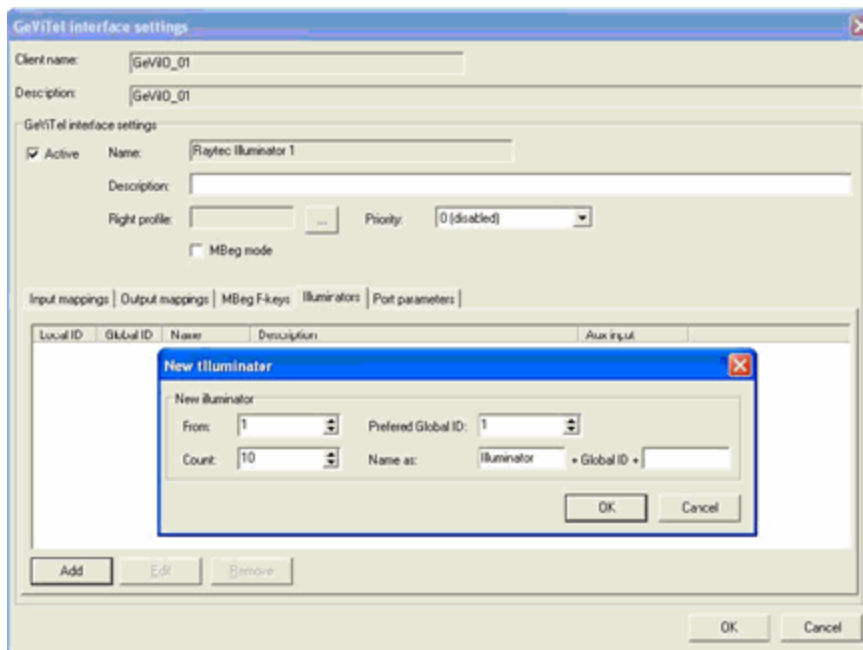 GeViTel interface settings
Client name: GeViIO_01
Description: GeViIO_01
GeViTel interface settings
Active Name: Raytec Illuminator 1
Description:
Right profile: ... Priority: 0 (disabled)
MBeg mode
Input mappings Output mappings MBeg F-keys Illuminators Port parameters
Local ID Global ID Name Description Aux input
New tIluminator
New illuminator
From: 1 Prefered Global ID: 1
Count: 10 Name as: Illuminator + Global ID +
OK Cancel
Add Edit Remove
OK Cancel